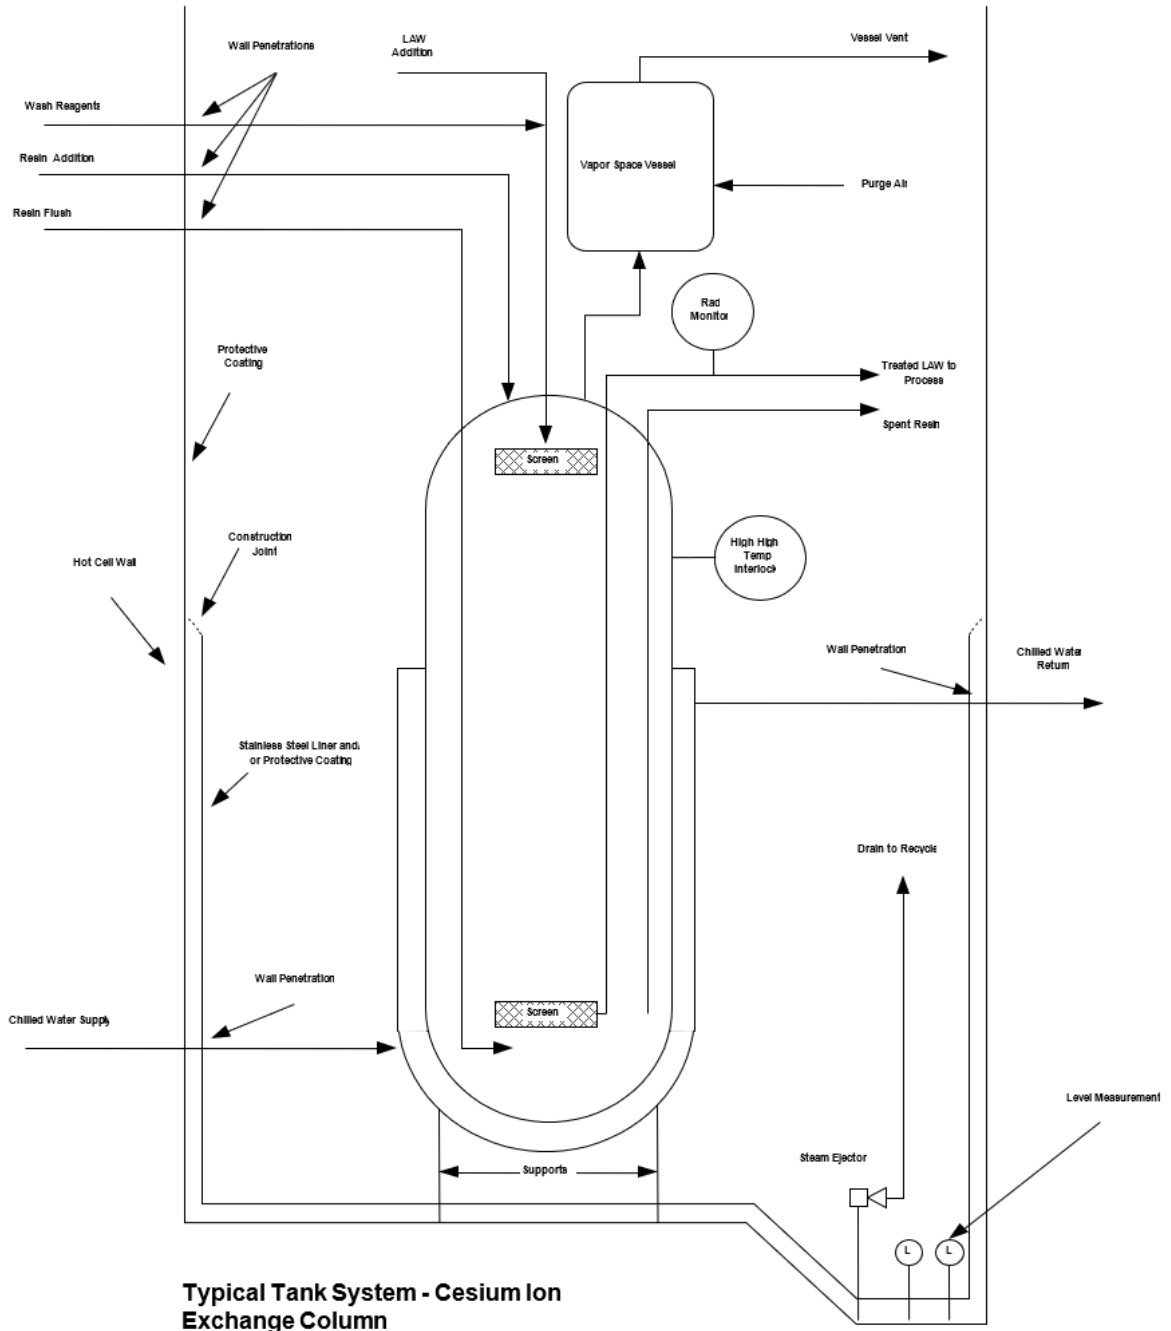 Wall Penetrations
LAW
Addition
Vessel Vent
Wash Reagents
Resin Addition
Vapor Space Vessel
Purge Air
Resin Flush
Rad
Monitor
Protective
Coating
Treated LAW to
Process
Spent Resin
Screen
Construction
Joint
High High
Temp
Interlock
Hot Cell Wall
Wall Penetration
Chilled Water
Return
Stainless Steel Liner and/
or Protective Coating
Drain to Recycle
Wall Penetration
Screen
Chilled Water Supply
Level Measurement
Steam Ejector
Supports
L
L
Typical Tank System - Cesium Ion
Exchange Column